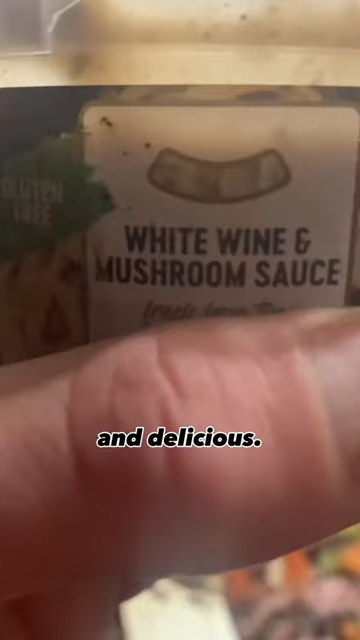 GLUTEN
FREE
WHITE WINE &
MUSHROOM SAUCE
and delicious.